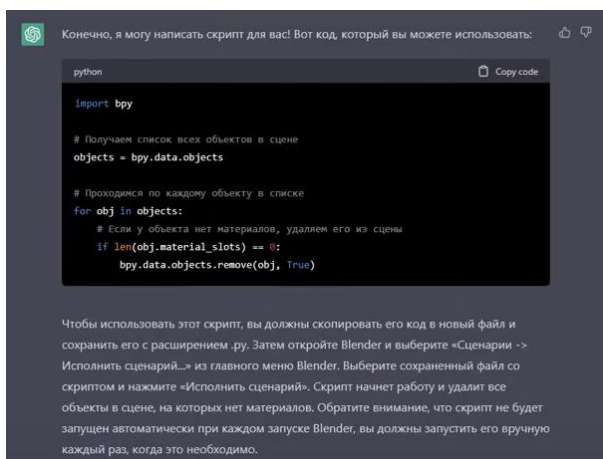 Конечно, я могу написать скрипт для вас! Вот код, который вы можете использовать:
python
Copy code
import bpy
# Получаем список всех объектов в сцене
objects = bpy.data.objects
# Проходимся по каждому объекту в списке
for obj in objects:
# Если у объекта нет материалов, удаляем его из сцены
if len(obj.material_slots) == 0:
bpy.data.objects.remove(obj, True)
Чтобы использовать этот скрипт, вы должны скопировать его код в новый файл и
сохранить его с расширением .py. Затем откройте Blender и выберите «Сценарии ->
Исполнить сценарий...» из главного меню Blender. Выберите сохраненный файл со
скриптом и нажмите «Исполнить сценарий». Скрипт начнет работу и удалит все
объекты в сцене, на которых нет материалов. Обратите внимание, что скрипт не будет
запущен автоматически при каждом запуске Blender, вы должны запустить его вручную
каждый раз, когда это необходимо.